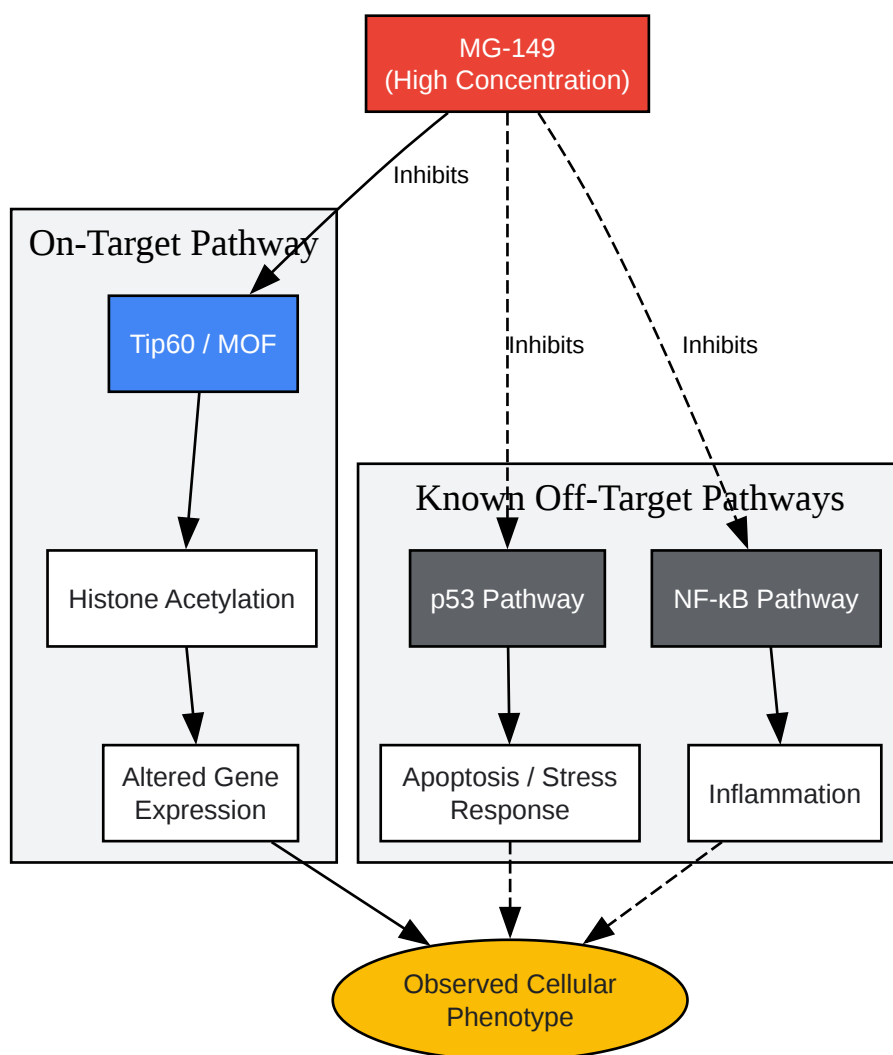 MG-149
(High Concentration)
Inhibits
On-Target Pathway
Tip60 / MOF
Inhibits
Inhibits
Known Off-Target Pathways
Histone Acetylation
p53 Pathway
NF-κB Pathway
Altered Gene
Expression
Apoptosis / Stress
Response
Inflammation
Observed Cellular
Phenotype